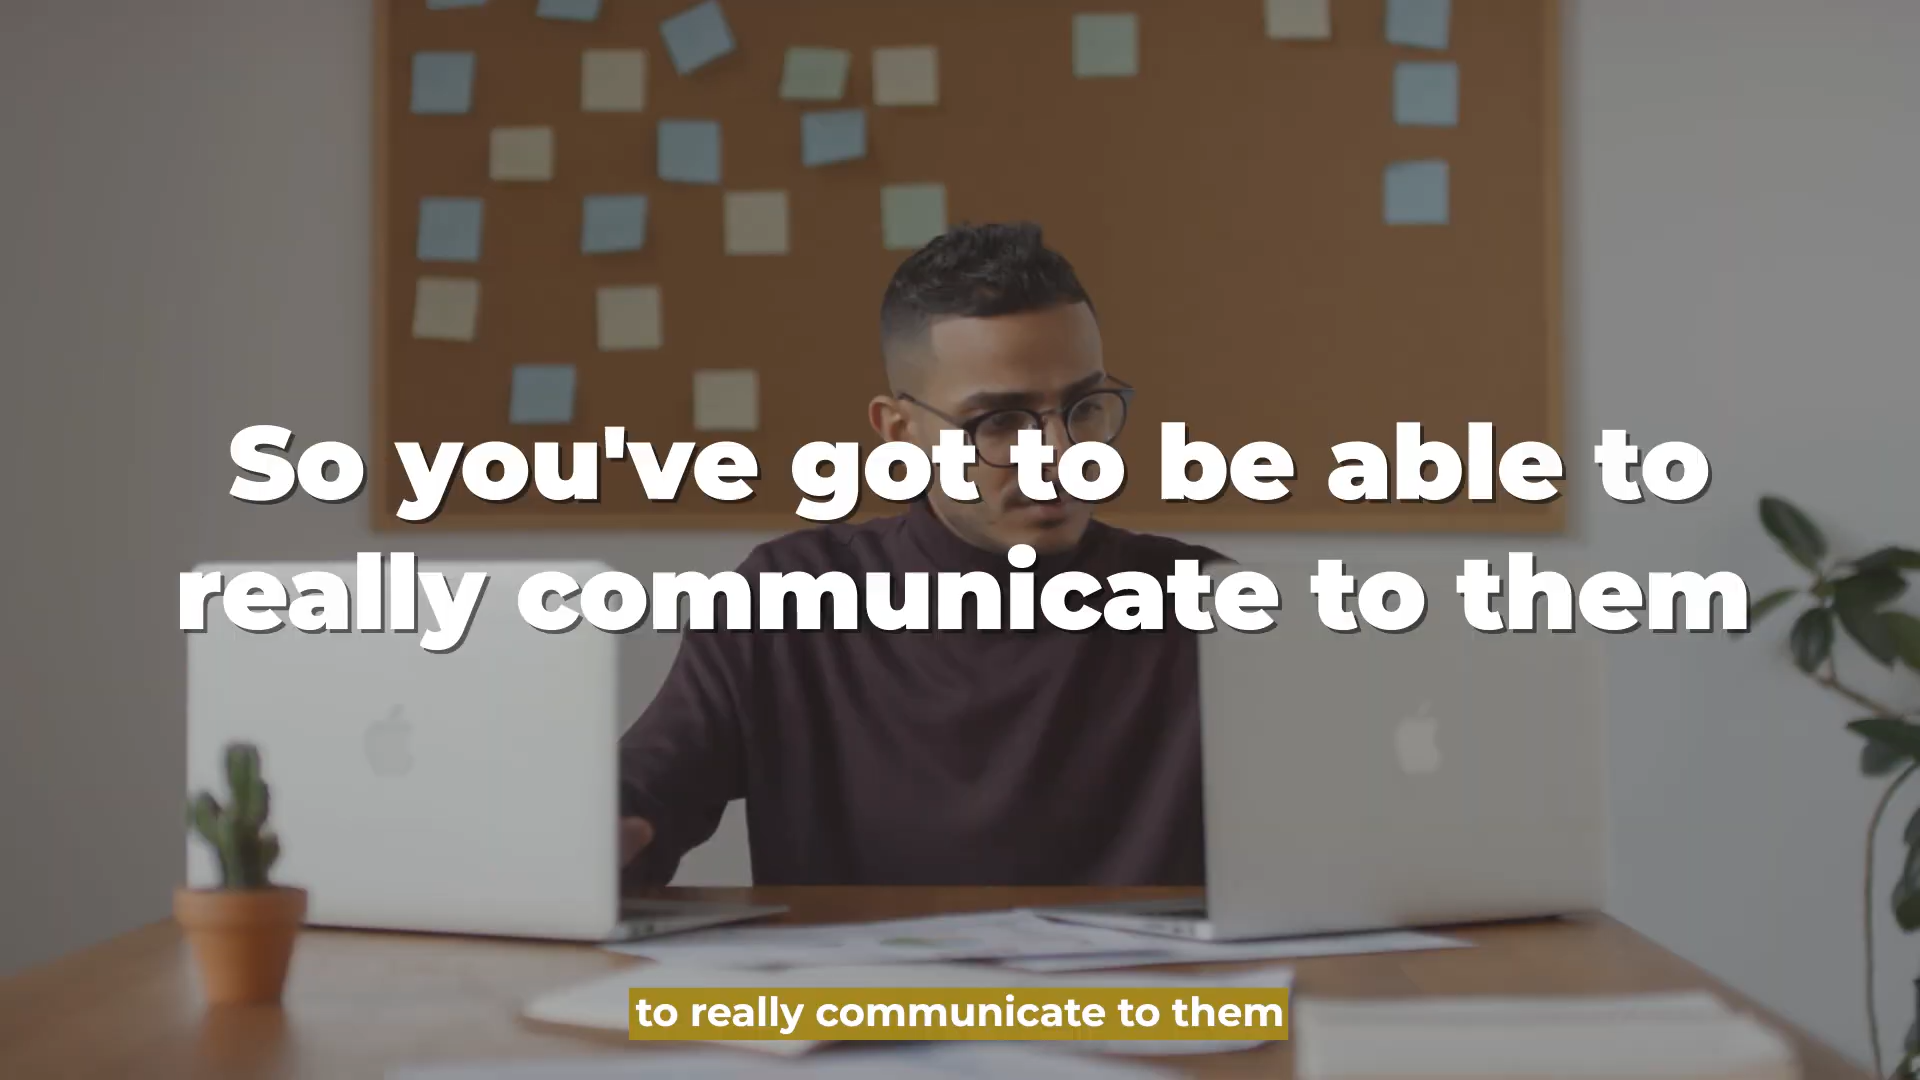 So you've got to be able to
really communicate to them
to really communicate to them